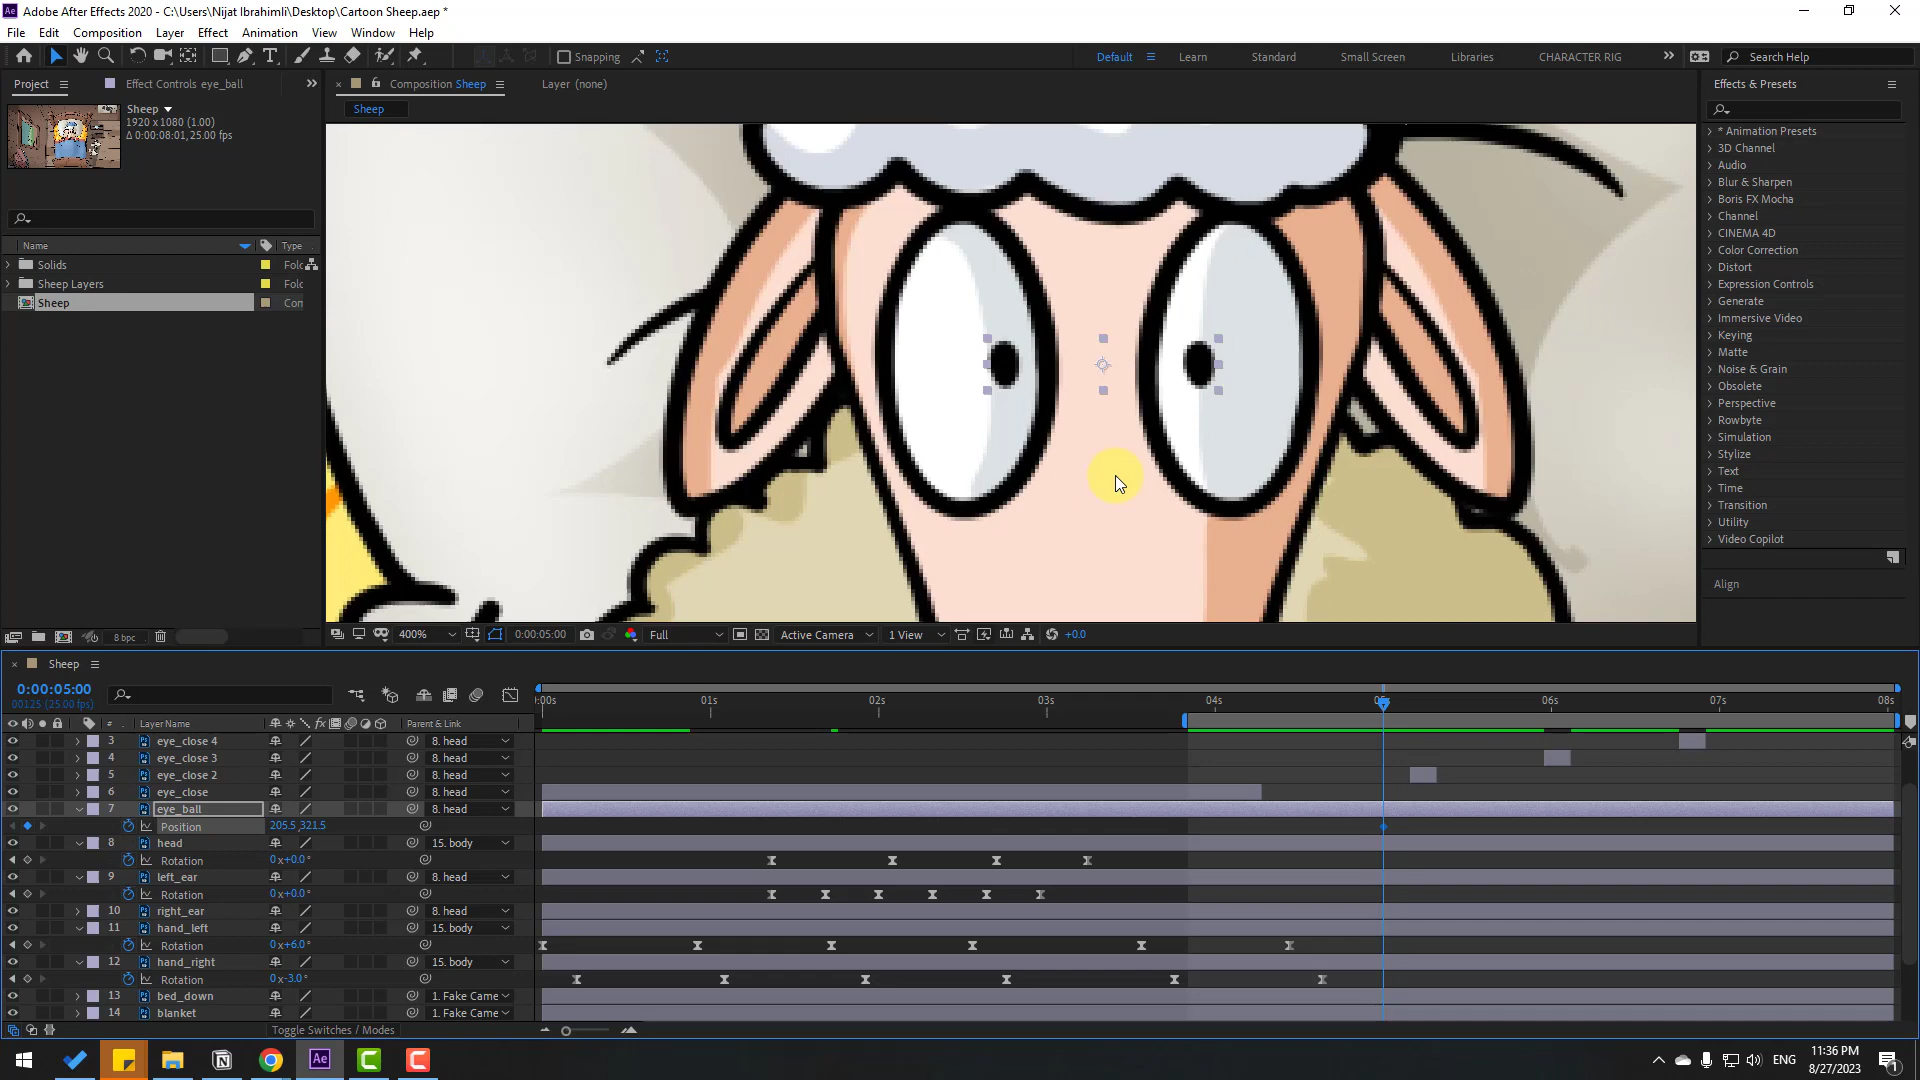 Adobe After Effects 2020 - C:\Users\Nijat Ibrahimli\Desktop\Cartoon Sheep.aep *
File Edit Composition Layer Effect Animation View Window Help
Snapping Default Learn Standard Small Screen Libraries CHARACTER RIG Search Help
Project Effect Controls eye_ball Composition Sheep Layer (none) Effects & Presets
Sheep
1920 x 1080 (1.00)
Δ 0:00:08:01, 25.00 fps
Sheep
Name Type
Solids
Sheep Layers
Sheep Con
* Animation Presets
3D Channel
Audio
Blur & Sharpen
Boris FX Mocha
Channel
CINEMA 4D
Color Correction
Distort
Expression Controls
Generate
Immersive Video
Keying
Matte
Noise & Grain
Obsolete
Perspective
Rowbyte
Simulation
Stylize
Text
Time
Transition
Utility
Video Copilot
Align
8 bpc 400% 0:00:05:00 Full Active Camera 1 View +0.0
Sheep
0:00:05:00
00125 (25.00 fps)
:00s 01s 02s 03s 04s 05s 06s 07s 08s
# Layer Name Parent & Link
3 eye_close 4 8. head
4 eye_close 3 8. head
5 eye_close 2 8. head
6 eye_close 8. head
7 eye_ball 8. head
Position 205.5,321.5
8 head 15. body
Rotation 0x+0.0°
9 left_ear 8. head
Rotation 0x+0.0°
10 right_ear 8. head
11 hand_left 15. body
Rotation 0x+6.0°
12 hand_right 15. body
Rotation 0x-3.0°
13 bed_down 1. Fake Came
14 blanket 1. Fake Came
Toggle Switches / Modes
Ae
ENG
11:36 PM
8/27/2023
1